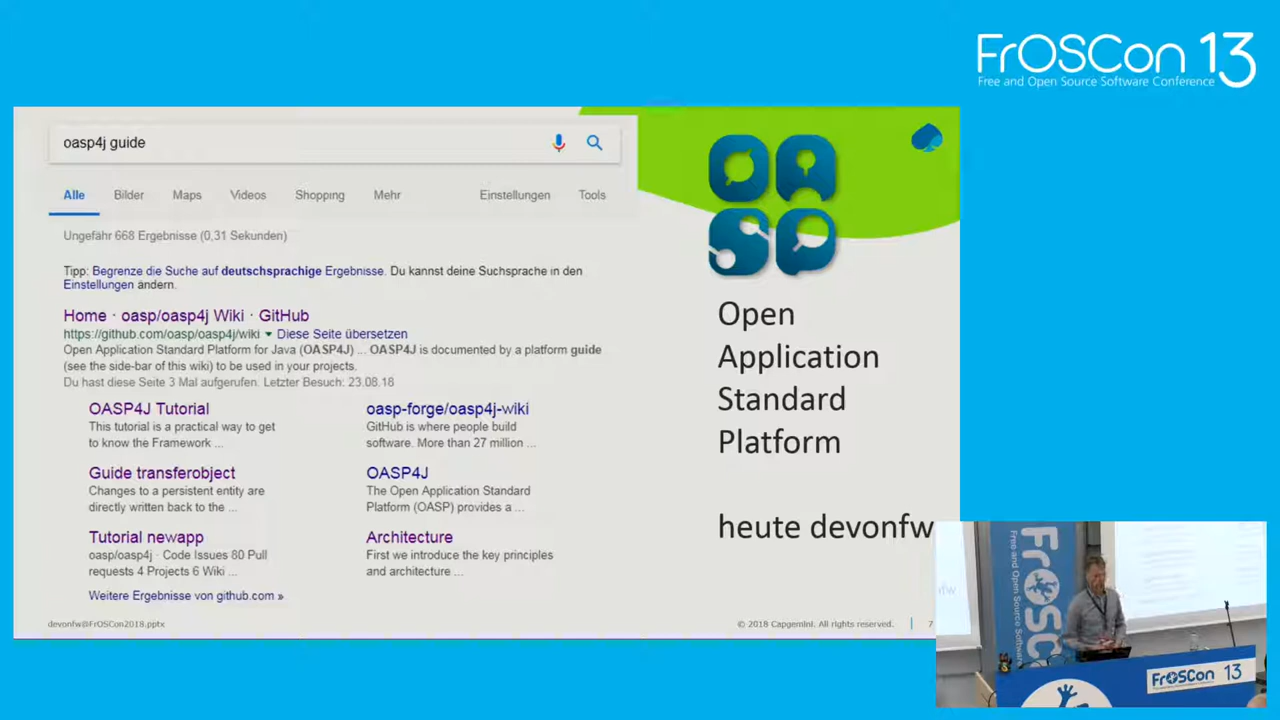 FrOSCon 13
Free and Open Source Software Conference
oasp4j guide
Alle Bilder Maps Videos Shopping Mehr Einstellungen Tools
Ungefähr 668 Ergebnisse (0,31 Sekunden)
Tipp: Begrenze die Suche auf deutschsprachige Ergebnisse. Du kannst deine Suchsprache in den
Einstellungen ändern.
Home · oasp/oasp4j Wiki · GitHub
https://github.com/oasp/oasp4j/wiki ▾ Diese Seite übersetzen
Open Application Standard Platform for Java (OASP4J) ... OASP4J is documented by a platform guide
(see the side-bar of this wiki) to be used in your projects.
Du hast diese Seite 3 Mal aufgerufen. Letzter Besuch: 23.08.18
OASP4J Tutorial
This tutorial is a practical way to get
to know the Framework ...
oasp-forge/oasp4j-wiki
GitHub is where people build
software. More than 27 million ...
Guide transferobject
Changes to a persistent entity are
directly written back to the ...
OASP4J
The Open Application Standard
Platform (OASP) provides a ...
Tutorial newapp
oasp/oasp4j · Code Issues 80 Pull
requests 4 Projects 6 Wiki ...
Architecture
First we introduce the key principles
and architecture ...
Weitere Ergebnisse von github.com »
OA
SP
Open
Application
Standard
Platform
heute devonfw
devonfw@FrOSCon2018.pptx
© 2018 Capgemini. All rights reserved. | 7
FrOSC
Free and Open Source Software
FrOSCon 13